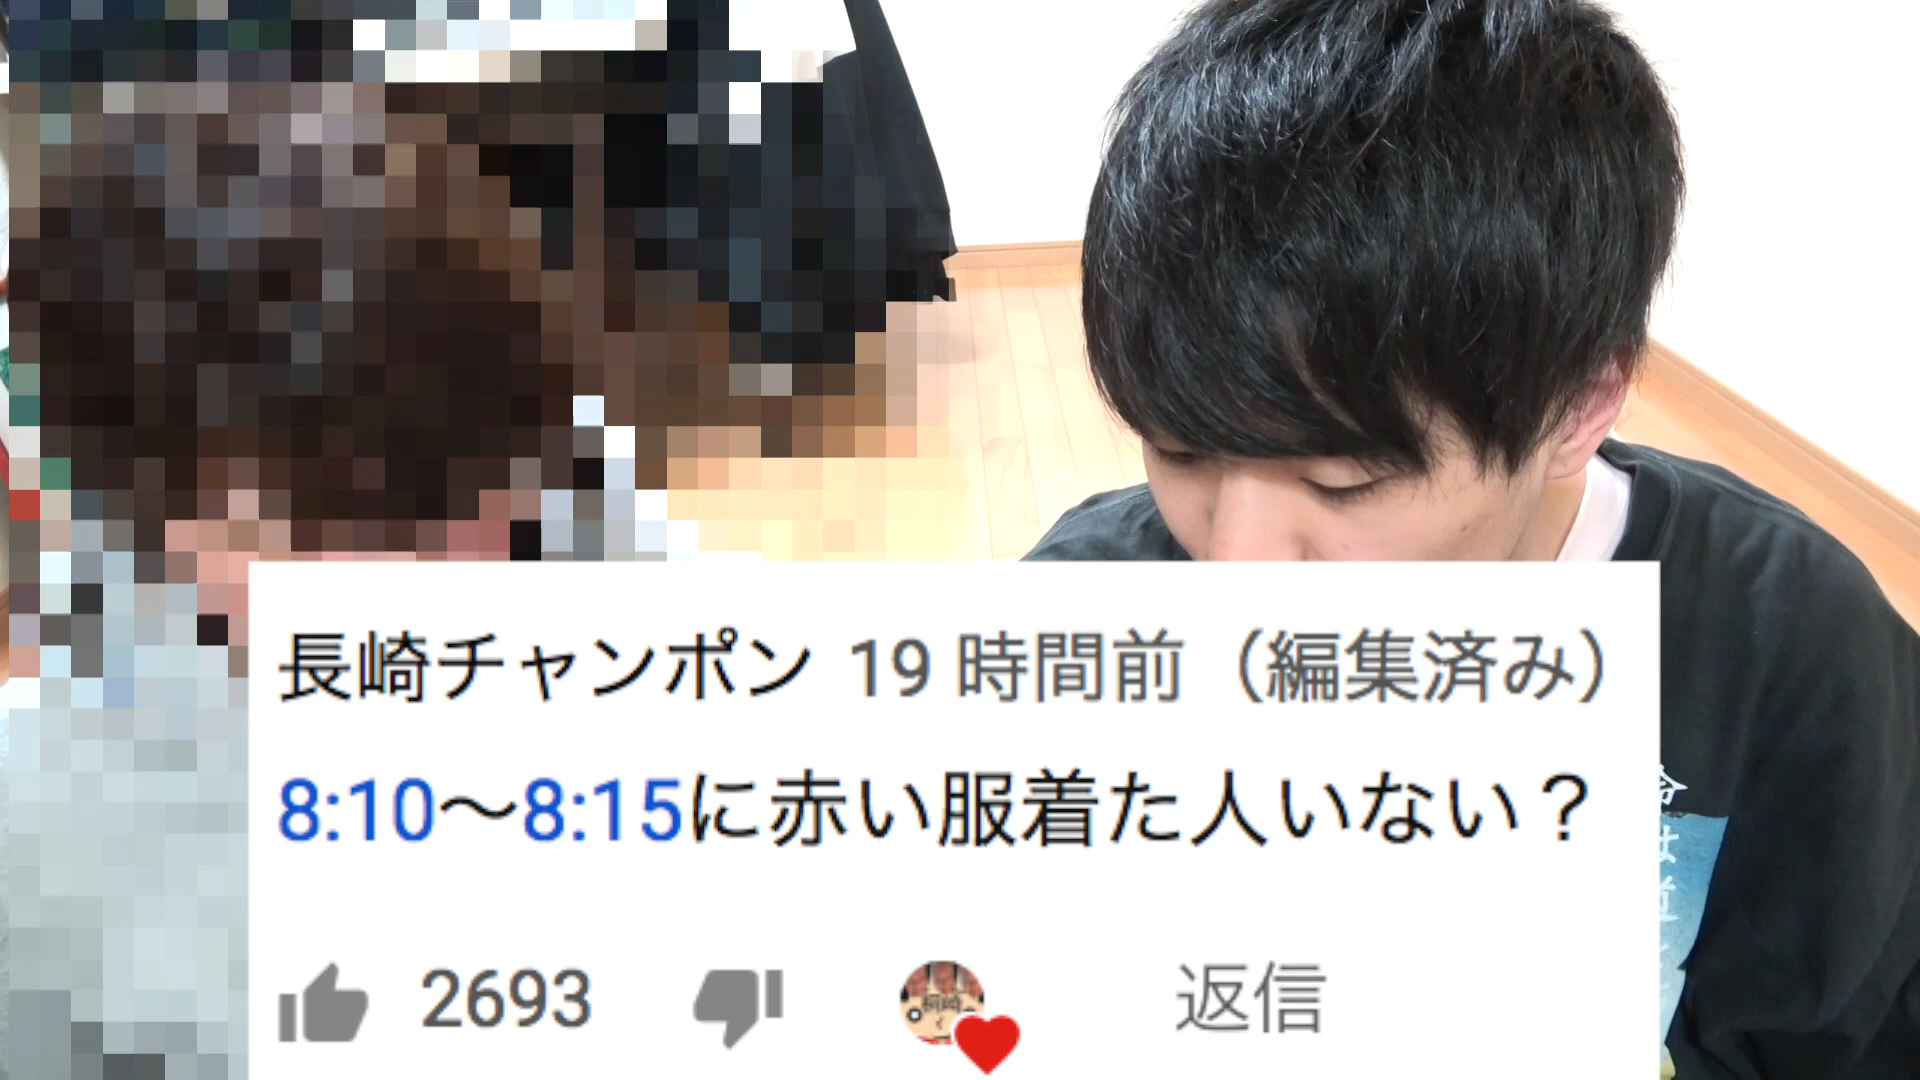 長崎チャンポン 19 時間前（編集済み）
8:10〜8:15に赤い服着た人いない？
2693
返信